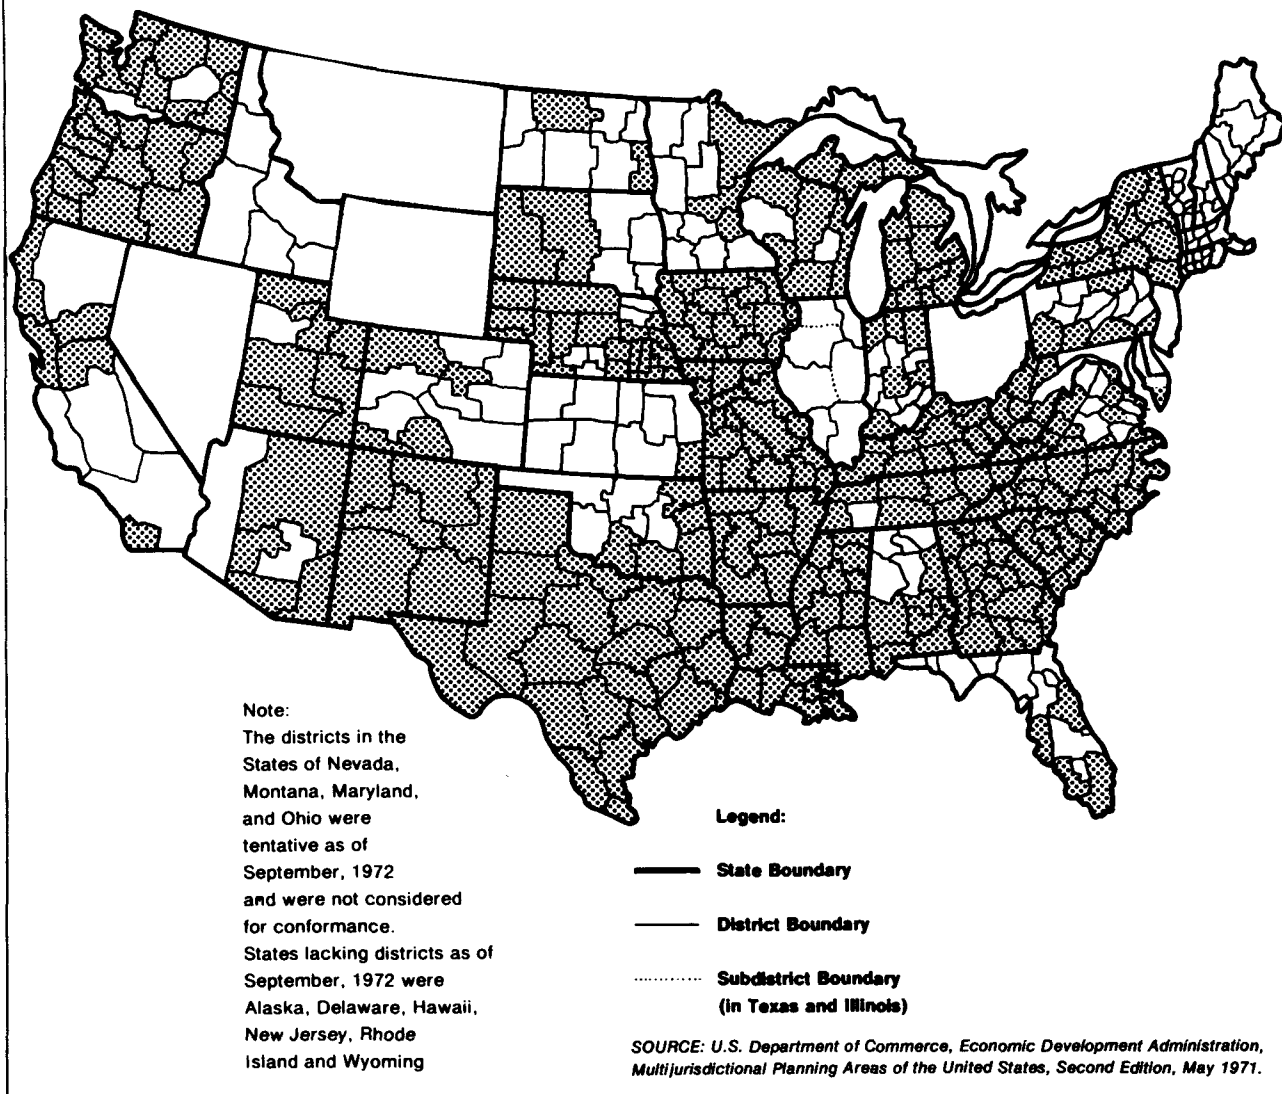 Note:
The districts in the
States of Nevada,
Montana, Maryland,
and Ohio were
tentative as of
September, 1972
and were not considered
for conformance.
States lacking districts as of
September, 1972 were
Alaska, Delaware, Hawaii,
New Jersey, Rhode
Island and Wyoming
Legend:
State Boundary
District Boundary
Subdistrict Boundary
(in Texas and Illinois)
SOURCE: U.S. Department of Commerce, Economic Development Administration,
Multijurisdictional Planning Areas of the United States, Second Edition, May 1971.